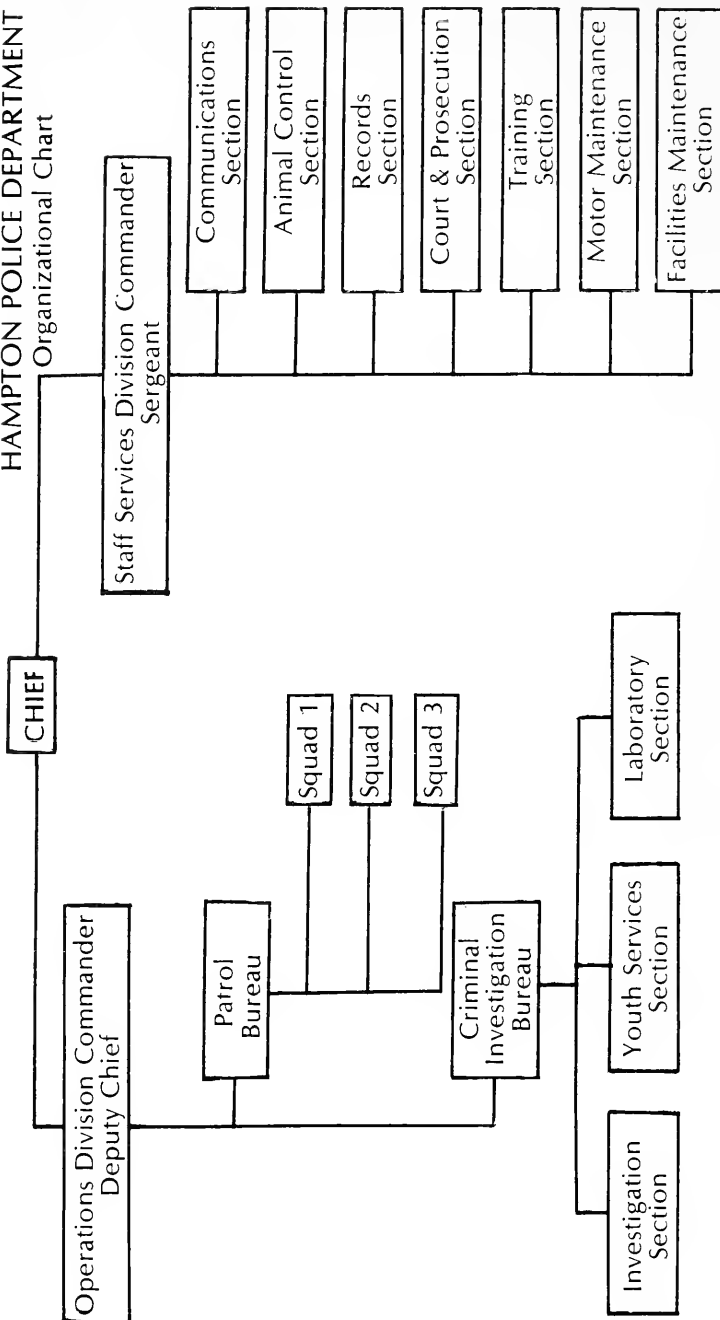 HAMPTON POLICE DEPARTMENT
Organizational Chart
CHIEF
Operations Division Commander
Deputy Chief
Patrol
Bureau
Squad 1
Squad 2
Squad 3
Criminal
Investigation
Bureau
Investigation
Section
Youth Services
Section
Laboratory
Section
Staff Services Division Commander
Sergeant
Communications
Section
Animal Control
Section
Records
Section
Court & Prosecution
Section
Training
Section
Motor Maintenance
Section
Facilities Maintenance
Section